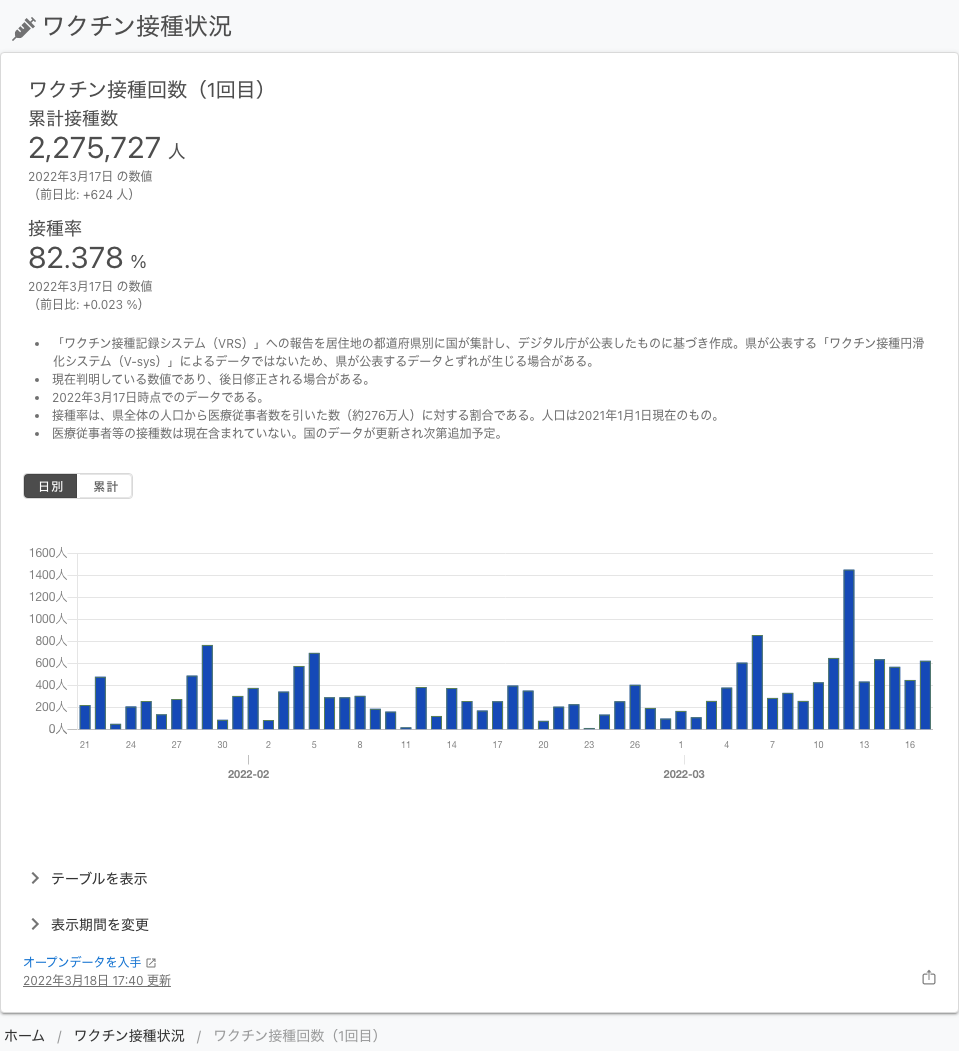 ワクチン接種状況
ワクチン接種回数（1回目）
累計接種数
2,275,727 人
2022年3月17日 の数値
（前日比: +624 人）
接種率
82.378 %
2022年3月17日 の数値
（前日比: +0.023 %）
• 「ワクチン接種記録システム（VRS）」への報告を居住地の都道府県別に国が集計し、デジタル庁が公表したものに基づき作成。県が公表する「ワクチン接種円滑
化システム（V-sys）」によるデータではないため、県が公表するデータとずれが生じる場合がある。
• 現在判明している数値であり、後日修正される場合がある。
• 2022年3月17日時点でのデータである。
• 接種率は、県全体の人口から医療従事者数を引いた数（約276万人）に対する割合である。人口は2021年1月1日現在のもの。
• 医療従事者等の接種数は現在含まれていない。国のデータが更新され次第追加予定。
日別 累計
1600人
1400人
1200人
1000人
800人
600人
400人
200人
0人
21 24 27 30 2 5 8 11 14 17 20 23 26 1 4 7 10 13 16
2022-02 2022-03
テーブルを表示
表示期間を変更
オープンデータを入手
2022年3月18日 17:40 更新
ホーム / ワクチン接種状況 / ワクチン接種回数（1回目）